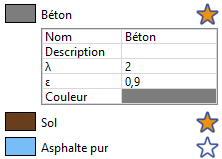 Béton
Nom Béton
Description
λ 2
ε 0,9
Couleur
Sol
Asphalte pur